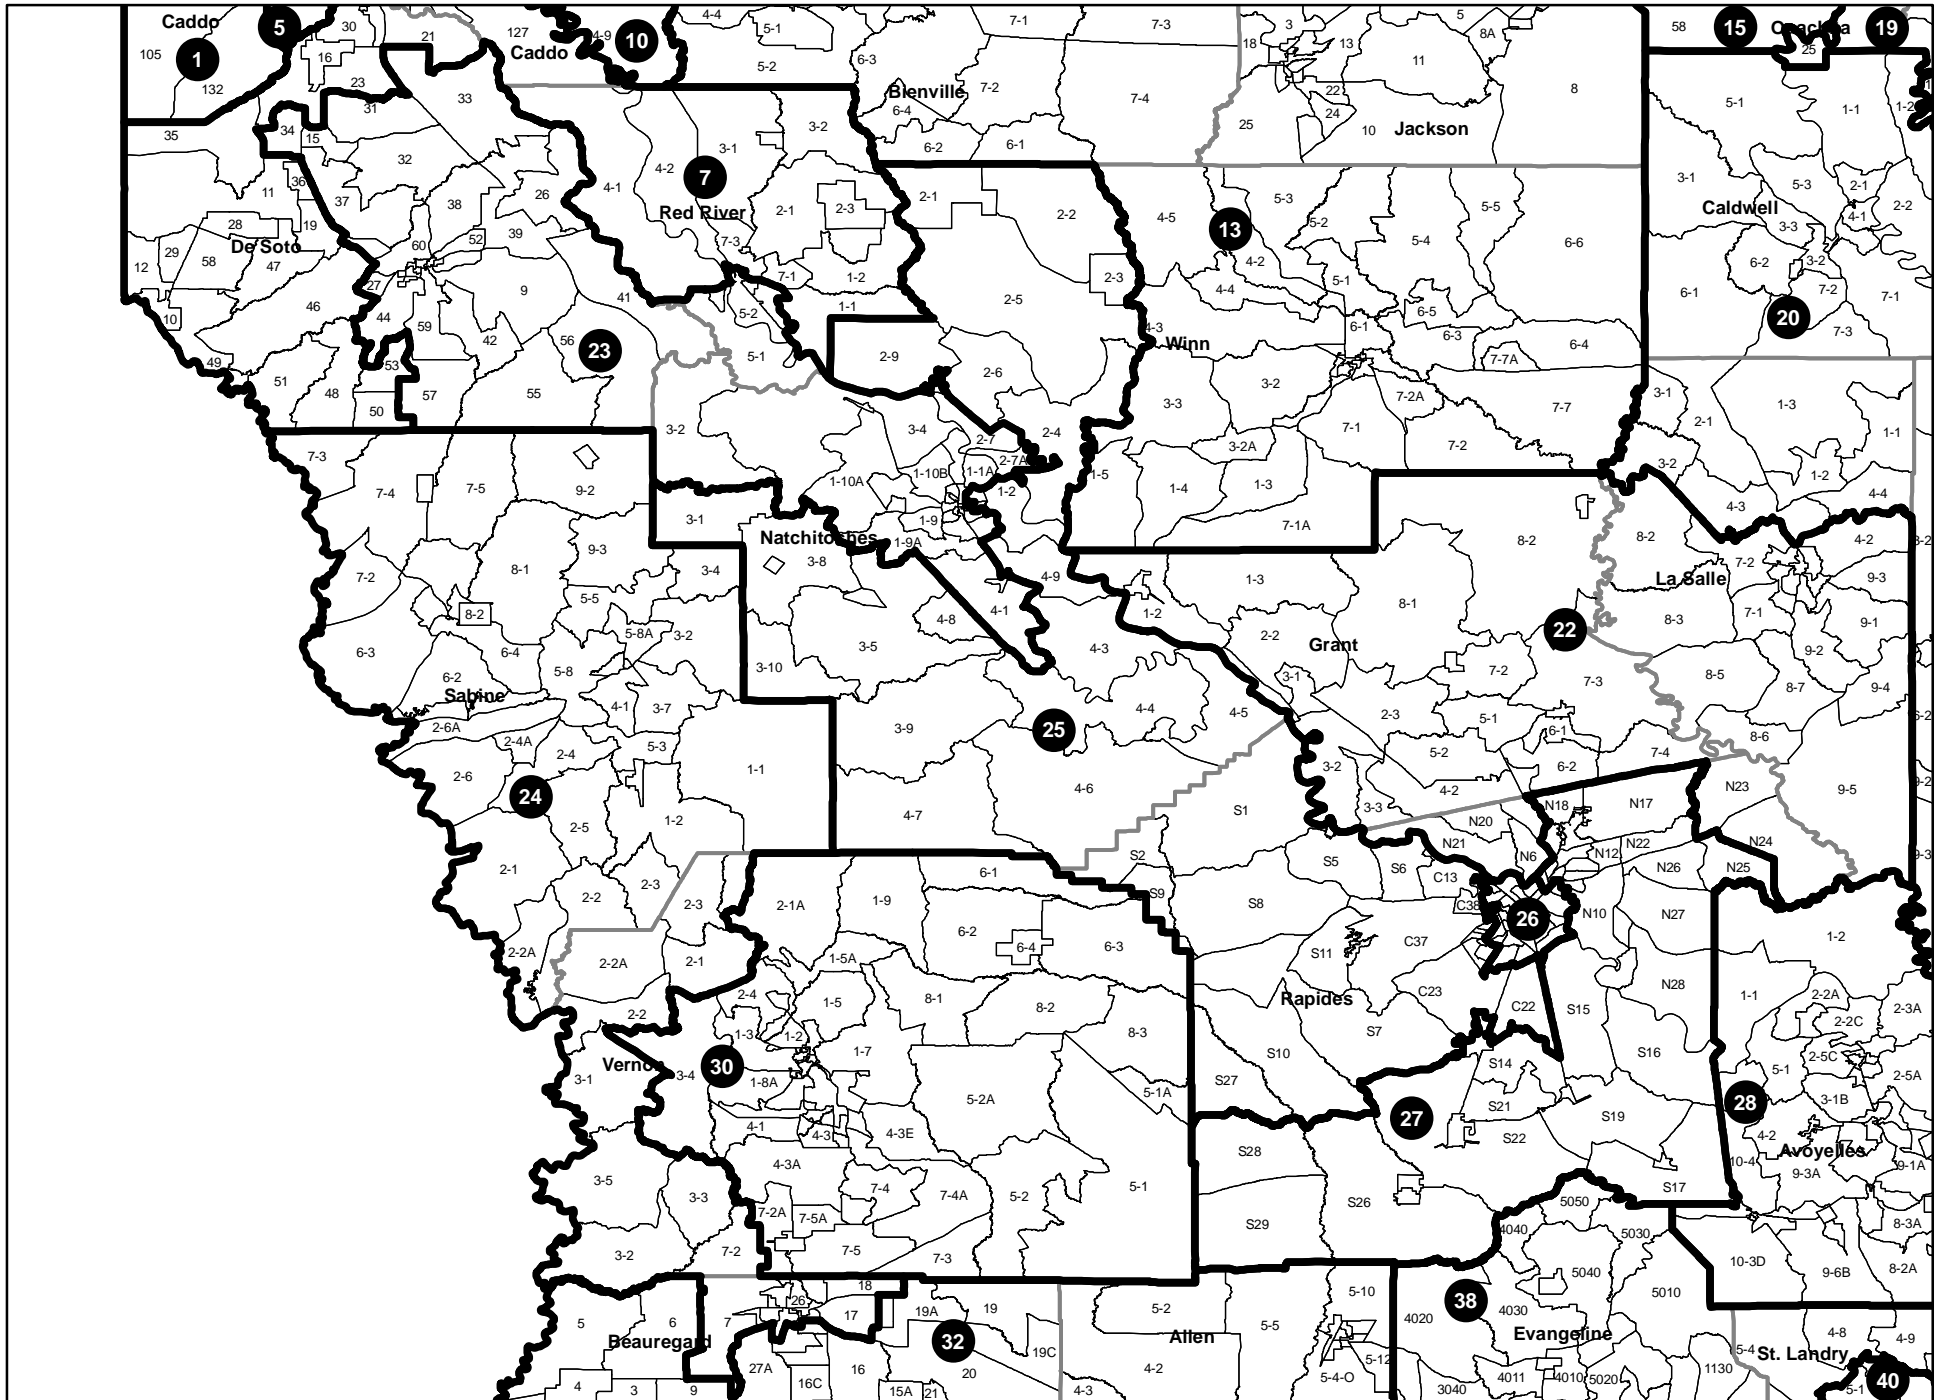 Caddo
5
30
21
127
4-9
10
4-4
5-1
7-1
7-3
3
5
8A
58
15
Ouachita
19
105
1
16
Caddo
6-3
18
13
11
25
132
23
33
5-2
Bienville
7-2
7-4
22
8
5-1
1-1
1-2
31
6-4
24
35
34
15
32
4-2
3-1
3-2
6-2
6-1
25
10
Jackson
11
36
37
38
26
4-1
7
2-1
2-2
4-5
5-3
5-5
3-1
5-3
2-1
28
19
39
Red River
2-1
2-3
13
5-2
Caldwell
4-1
2-2
De Soto
60
52
7-3
5-4
6-6
3-3
12
29
58
47
27
9
41
7-1
1-2
2-3
4-2
5-1
6-2
3-2
7-2
10
46
44
59
42
56
23
5-2
1-1
2-5
4-4
6-5
6-1
6-3
6-1
20
7-1
7-3
49
53
5-1
2-9
4-3
Winn
7-7A
6-4
51
48
50
57
55
2-6
3-2
3-3
7-2A
7-7
3-1
2-1
1-3
1-1
3-2
3-4
2-7
2-4
7-1
3-2A
7-2
7-3
7-4
7-5
9-2
1-10A
1-10B
1-1A
2-7A
1-2
1-5
1-4
1-3
3-2
1-2
4-4
3-1
1-9
7-1A
4-3
Natchitoches
1-9A
8-2
8-2
4-2
9-3
8-1
3-4
3-8
4-9
1-3
La Salle
7-2
9-3
7-2
5-5
8-2
4-8
4-1
1-2
8-1
8-3
7-1
9-1
5-8A
3-2
22
6-3
6-4
3-5
4-3
2-2
Grant
9-2
6-2
5-8
3-10
3-1
7-2
7-3
8-5
8-7
9-4
Sabine
4-1
3-7
4-4
4-5
2-3
5-1
2-6A
3-9
25
6-1
8-6
2-4A
2-4
5-3
5-2
7-4
2-6
1-1
3-2
6-2
24
4-6
4-2
N23
9-5
4-7
S1
3-3
N18
N17
2-5
1-2
N20
N21
N22
N24
2-1
S2
S5
S6
N6
N12
N26
N25
2-3
6-1
C13
2-2
2-3
2-1A
1-9
S9
S8
C38
26
N10
N27
6-2
6-4
6-3
C37
1-2
2-2A
2-2A
2-1
1-5A
S11
2-4
1-5
8-1
8-2
Rapides
C23
C22
S15
N28
1-1
2-2A
2-3A
2-2
1-3
1-2
8-3
S7
2-2C
Vernon
3-1
3-4
30
1-7
S10
S14
S16
2-5C
5-1
1-8A
S27
2-5A
5-2A
5-1A
S21
28
3-1B
4-1
4-3
4-3E
27
S19
S22
4-2
Avoyelles
S28
10-4
9-3A
9-1A
3-5
4-3A
3-3
7-4
7-4A
5-2
5-1
S26
S17
7-2A
7-5A
S29
5050
4040
5030
8-3A
3-2
7-2
7-5
7-3
10-3D
9-6B
8-2A
18
26
17
19A
19
5-2
5-10
38
5040
5010
5
6
7
5-5
4020
4030
Beauregard
32
Allen
Evangeline
4-8
4-9
5-4
St. Landry
27A
16
20
19C
4-2
5-12
1130
4
3
9
16C
15A
21
4-3
5-4-O
3040
4011
4010
5020
5-1
40